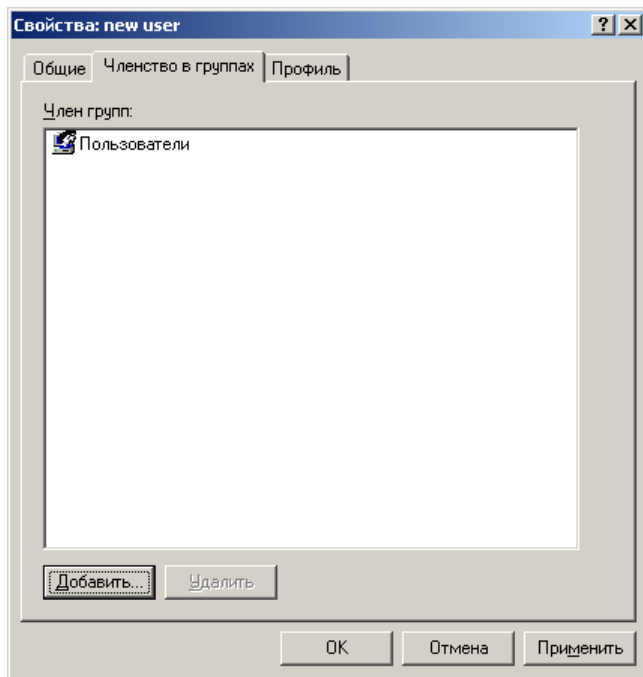 Свойства: new user
Общие Членство в группах Профиль
Член групп:
Пользователи
Добавить... Удалить
OK Отмена Применить